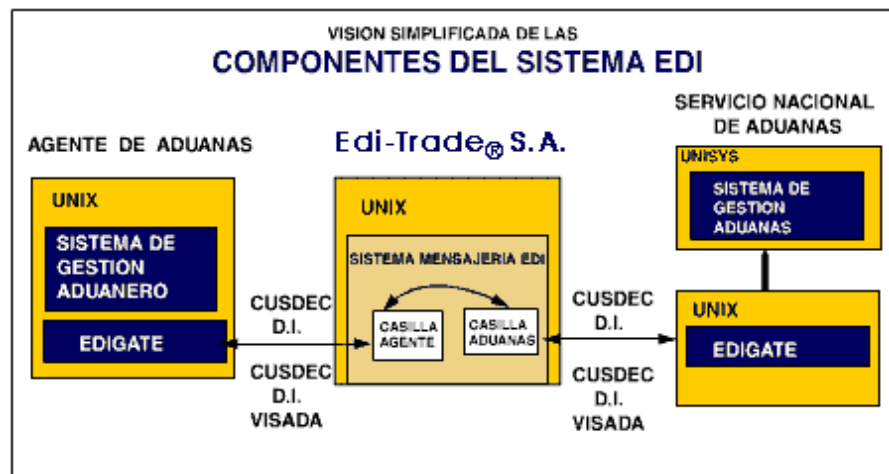 VISION SIMPLIFICADA DE LAS
COMPONENTES DEL SISTEMA EDI
AGENTE DE ADUANAS
UNIX
SISTEMA DE
GESTION
ADUANERO
EDIGATE
CUSDEC
D.I.
CUSDEC
D.I.
VISADA
Edi-Trade® S.A.
UNIX
SISTEMA MENSAJERIA EDI
CASILLA
AGENTE
CASILLA
ADUANAS
CUSDEC
D.I.
CUSDEC
D.I.
VISADA
SERVICIO NACIONAL
DE ADUANAS
UNISYS
SISTEMA DE
GESTION
ADUANAS
UNIX
EDIGATE